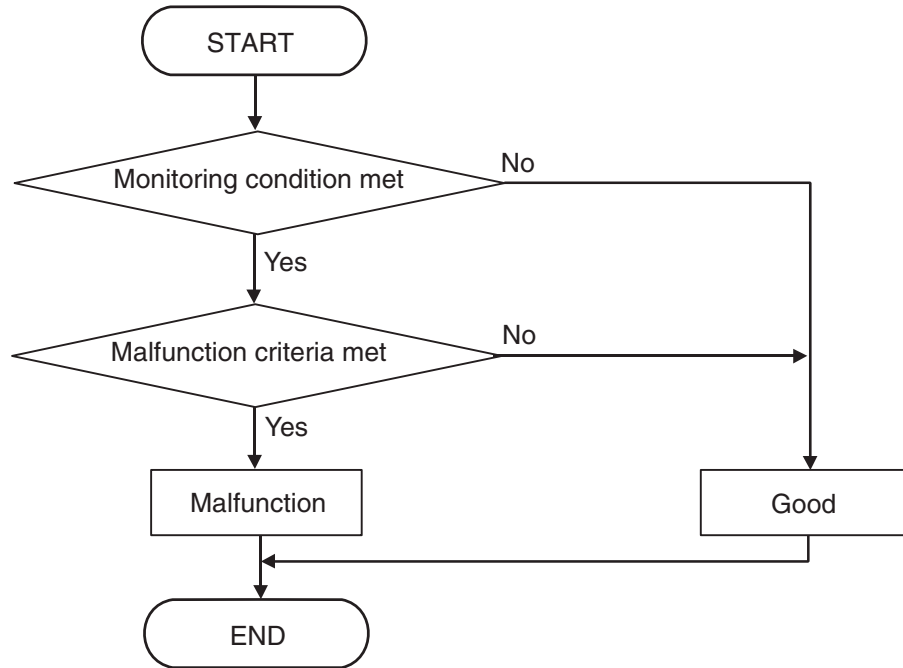 START
Monitoring condition met
No
Yes
Malfunction criteria met
No
Yes
Malfunction
Good
END